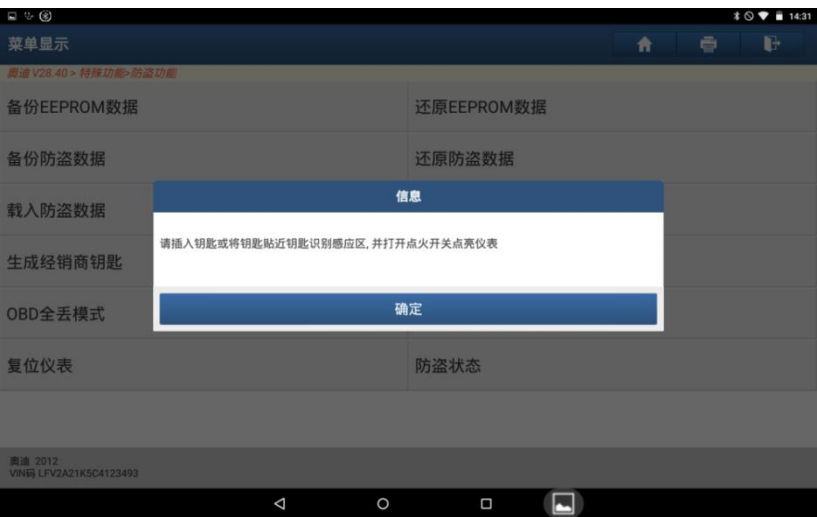 14:31
菜单显示
奥迪 V28.40 > 特殊功能>防盗功能
备份EEPROM数据
还原EEPROM数据
备份防盗数据
还原防盗数据
载入防盗数据
信息
请插入钥匙或将钥匙贴近钥匙识别感应区, 并打开点火开关点亮仪表
生成经销商钥匙
确定
OBD全丢模式
复位仪表
防盗状态
奥迪 2012
VIN码 LFV2A21K5C4123493